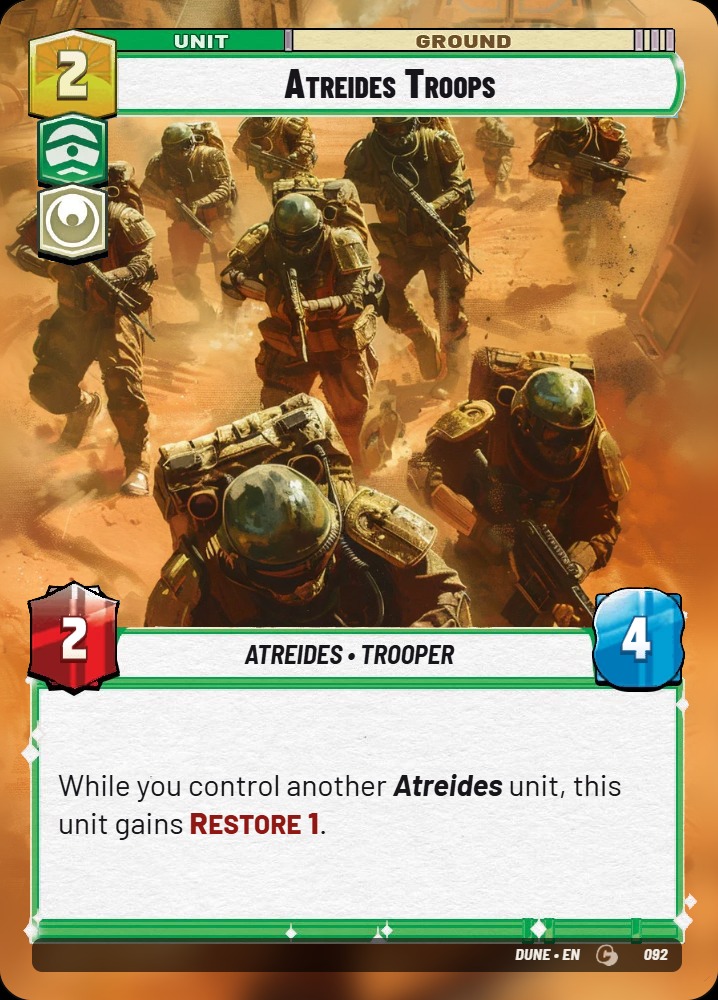 UNIT
GROUND
2
ATREIDES TROOPS
2
ATREIDES • TROOPER
4
While you control another Atreides unit, this
unit gains RESTORE 1.
DUNE • EN C 092